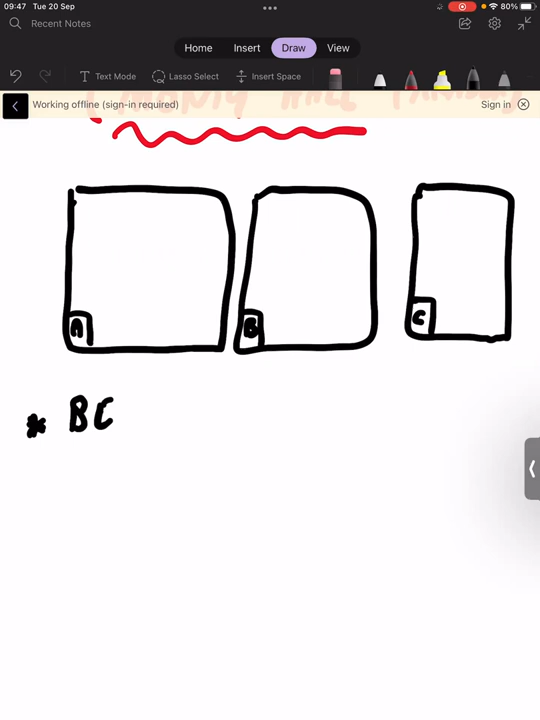 09:47 Tue 20 Sep 80%
Recent Notes
Home Insert Draw View
Text Mode Lasso Select Insert Space
Working offline (sign-in required) Sign in
A B C
* BC